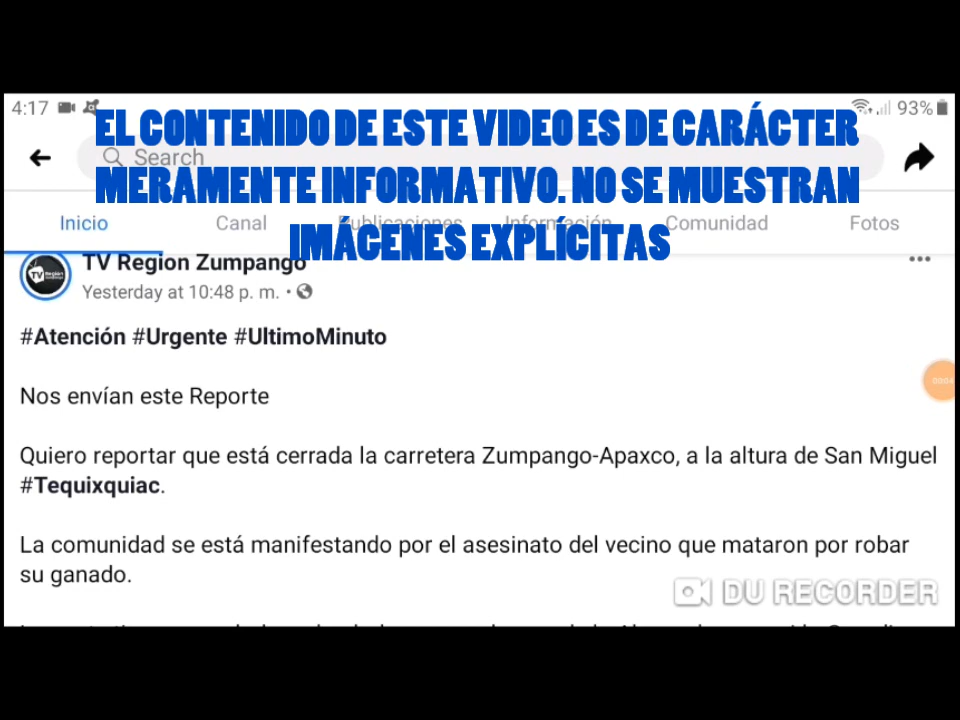 4:17
93%
EL CONTENIDO DE ESTE VIDEO ES DE CARÁCTER
MERAMENTE INFORMATIVO. NO SE MUESTRAN
IMÁGENES EXPLÍCITAS
Search
Inicio Canal Publicaciones Información Comunidad Fotos
TV Region Zumpango
Yesterday at 10:48 p. m. •
#Atención #Urgente #UltimoMinuto
Nos envían este Reporte
Quiero reportar que está cerrada la carretera Zumpango-Apaxco, a la altura de San Miguel
#Tequixquiac.
La comunidad se está manifestando por el asesinato del vecino que mataron por robar
su ganado.
DU RECORDER